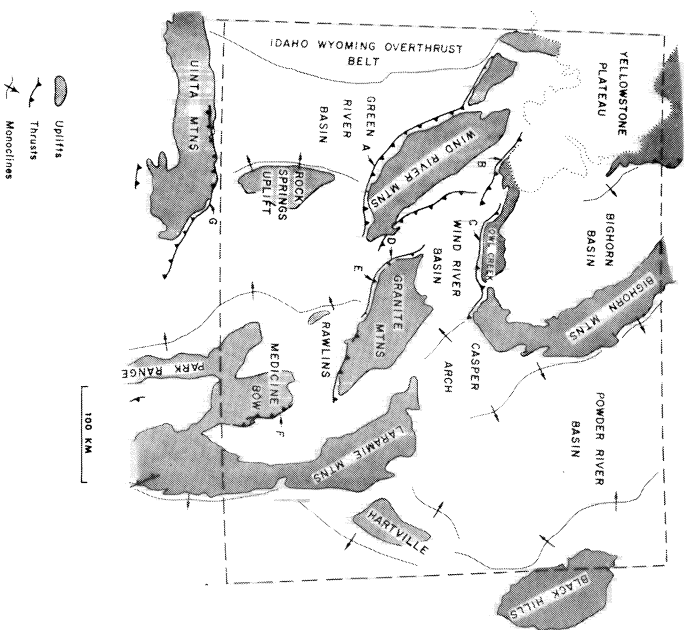 YELLOWSTONE
PLATEAU
BIGHORN
BASIN
BIGHORN MTNS
POWDER RIVER
BASIN
BLACK HILLS
IDAHO WYOMING OVERTHRUST
BELT
B
OWL CREEK
C
WIND RIVER MTNS
WIND RIVER
BASIN
CASPER
ARCH
GREEN
RIVER
BASIN
A
D
E
GRANITE
MTNS
LARAMIE MTNS
HARTVILLE
ROCK
SPRINGS
UPLIFT
RAWLINS
UINTA MTNS
G
MEDICINE
BOW
F
PARK RANGE
100 KM
Uplifts
Thrusts
Monoclines